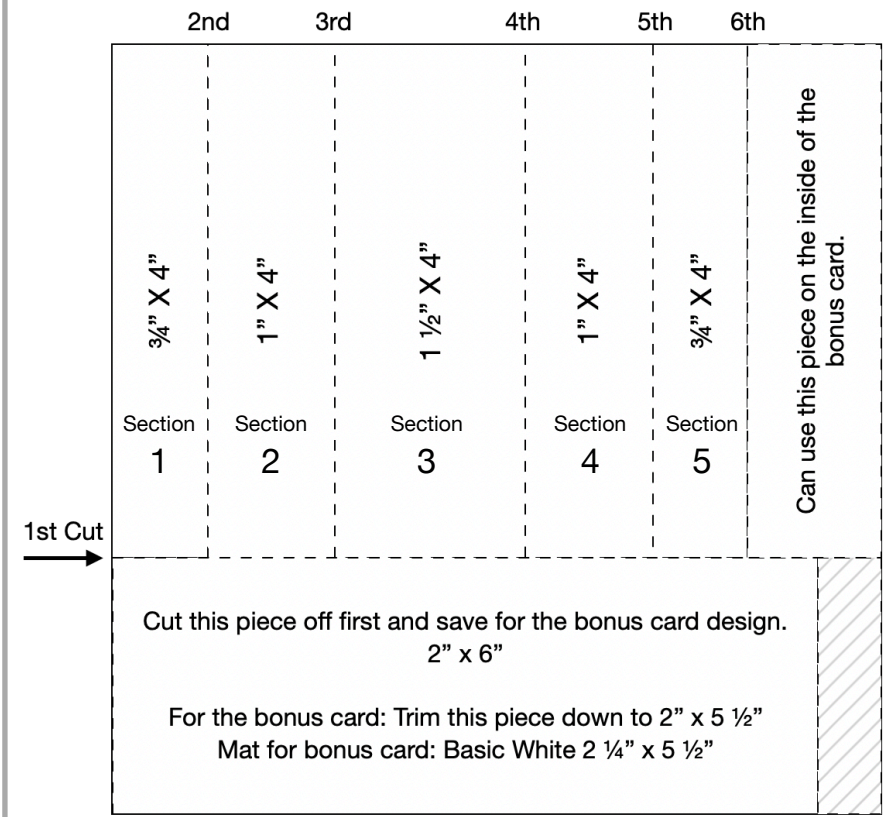 2nd
3rd
4th
5th
6th
¾” X 4”
1” X 4”
1 ½” X 4”
1” X 4”
¾” X 4”
Can use this piece on the inside of the
bonus card.
Section
1
Section
2
Section
3
Section
4
Section
5
1st Cut
Cut this piece off first and save for the bonus card design.
2” x 6”
For the bonus card: Trim this piece down to 2” x 5 ½”
Mat for bonus card: Basic White 2 ¼” x 5 ½”